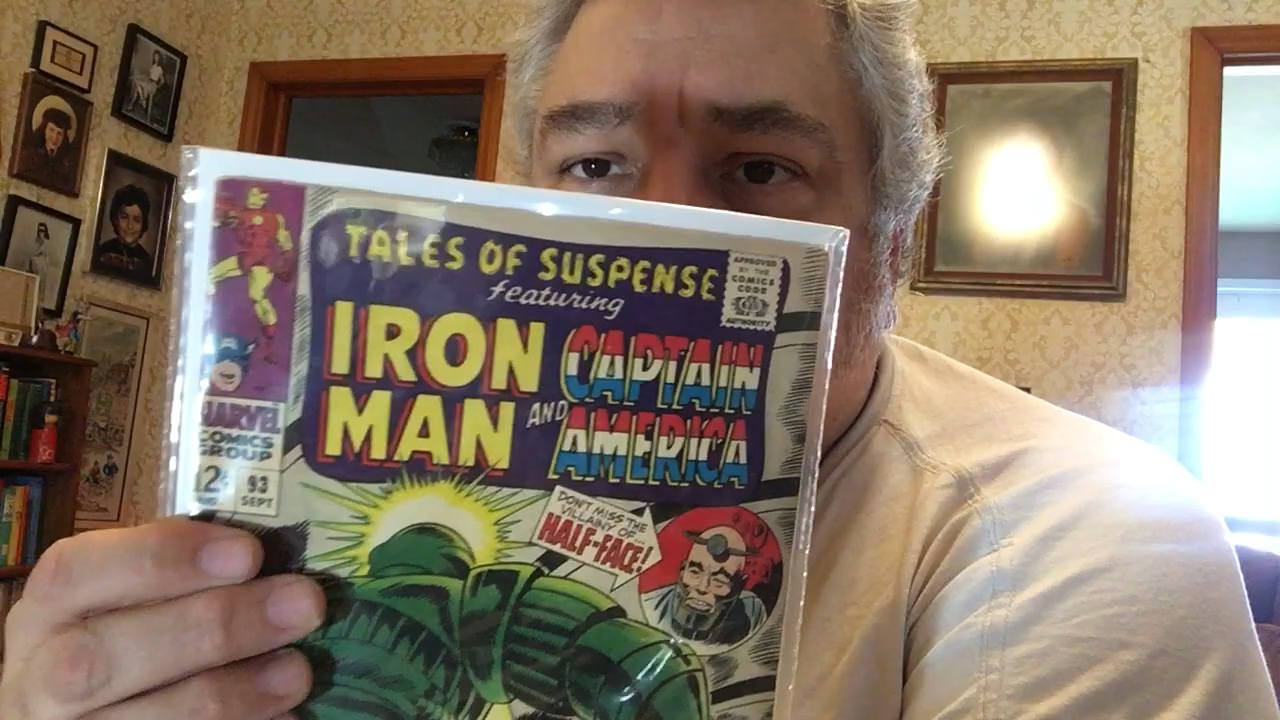 TALES OF SUSPENSE
featuring
IRON MAN
AND
CAPTAIN AMERICA
APPROVED
BY THE
COMICS
CODE
AUTHORITY
MARVEL
COMICS
GROUP
12¢
93
SEPT
DON'T MISS THE
VILLAINY OF...
HALF-FACE!